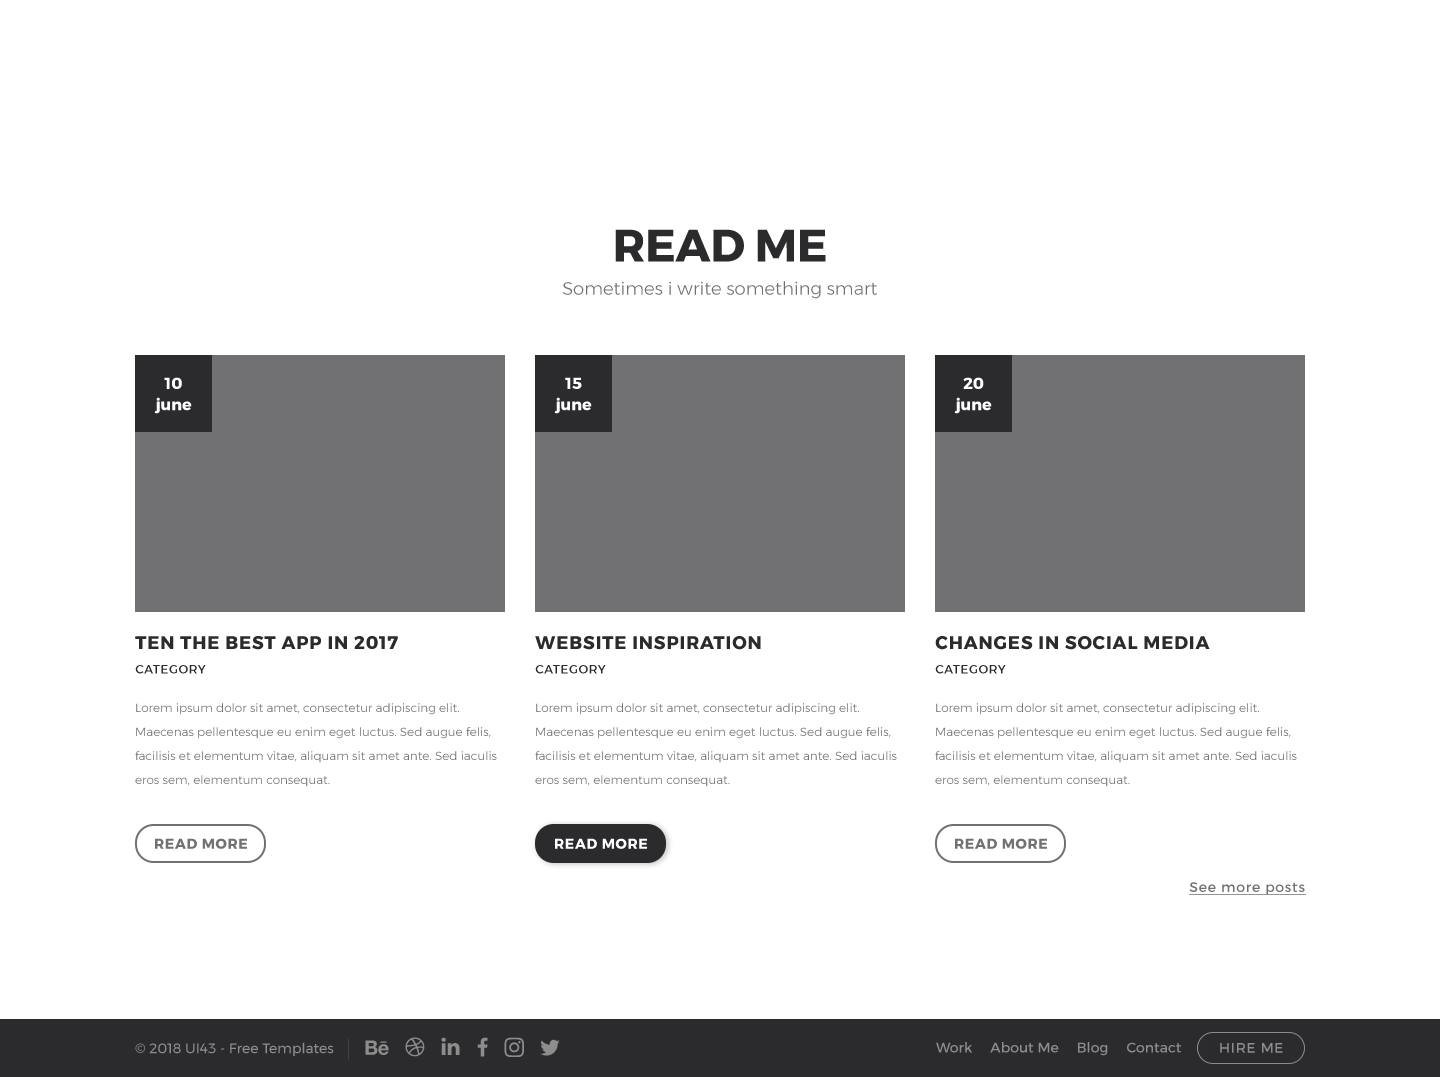 READ ME
Sometimes i write something smart
10
june
15
june
20
june
TEN THE BEST APP IN 2017
CATEGORY
Lorem ipsum dolor sit amet, consectetur adipiscing elit.
Maecenas pellentesque eu enim eget luctus. Sed augue felis,
facilisis et elementum vitae, aliquam sit amet ante. Sed iaculis
eros sem, elementum consequat.
READ MORE
WEBSITE INSPIRATION
CATEGORY
Lorem ipsum dolor sit amet, consectetur adipiscing elit.
Maecenas pellentesque eu enim eget luctus. Sed augue felis,
facilisis et elementum vitae, aliquam sit amet ante. Sed iaculis
eros sem, elementum consequat.
READ MORE
CHANGES IN SOCIAL MEDIA
CATEGORY
Lorem ipsum dolor sit amet, consectetur adipiscing elit.
Maecenas pellentesque eu enim eget luctus. Sed augue felis,
facilisis et elementum vitae, aliquam sit amet ante. Sed iaculis
eros sem, elementum consequat.
READ MORE
See more posts
© 2018 UI43 - Free Templates
Bē
in
f
Work
About Me
Blog
Contact
HIRE ME